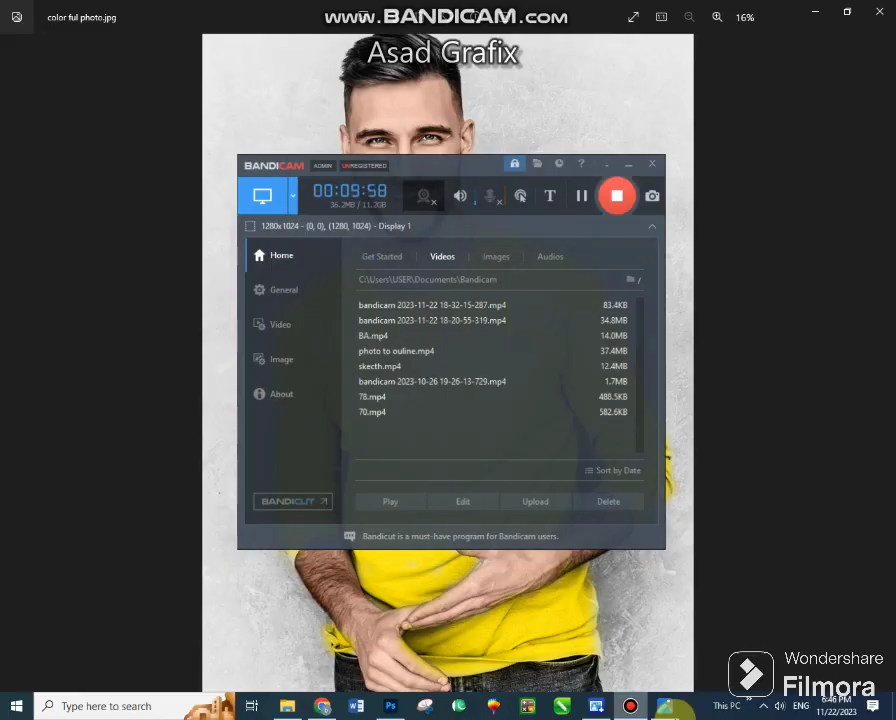 color ful photo.jpg
www.BANDICAM.COM
16%
Asad Grafix
BANDICAM ADMIN UNREGISTERED
?
00:09:58
36.2MB / 11.2GB
T
1280x1024 - (0, 0), (1280, 1024) - Display 1
Home
General
Video
Image
About
BANDICUT
Get Started Videos Images Audios
C:\Users\USER\Documents\Bandicam
bandicam 2023-11-22 18-32-15-287.mp4 83.4KB
bandicam 2023-11-22 18-20-55-319.mp4 34.8MB
BA.mp4 14.0MB
photo to ouline.mp4 37.4MB
skecth.mp4 12.4MB
bandicam 2023-10-26 19-26-13-729.mp4 1.7MB
78.mp4 488.5KB
70.mp4 582.6KB
Sort by Date
Play Edit Upload Delete
Bandicut is a must-have program for Bandicam users.
Wondershare
Filmora
Type here to search
Ps
This PC
ENG
6:46 PM
11/22/2023